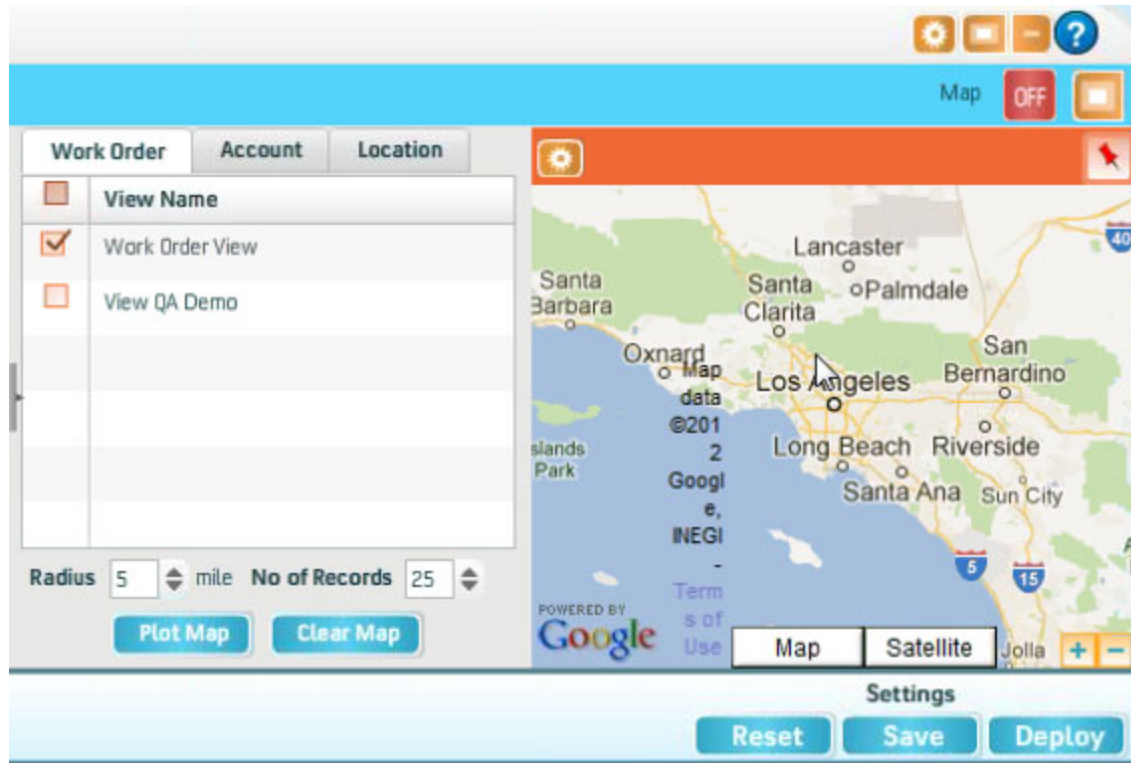 ?
Map OFF
Work Order Account Location
View Name
Work Order View
View QA Demo
Radius 5 mile No of Records 25
Plot Map Clear Map
40
Lancaster
Santa
Barbara
Santa
Clarita
Palmdale
Oxnard
San
Bernardino
Los Angeles
Map
data
©201
2
Googl
e,
INEGI
-
Term
s of
Use
slands
Park
Long Beach
Riverside
Santa Ana
Sun City
5
15
POWERED BY
Google
Map Satellite
Jolla
+ -
Settings
Reset Save Deploy